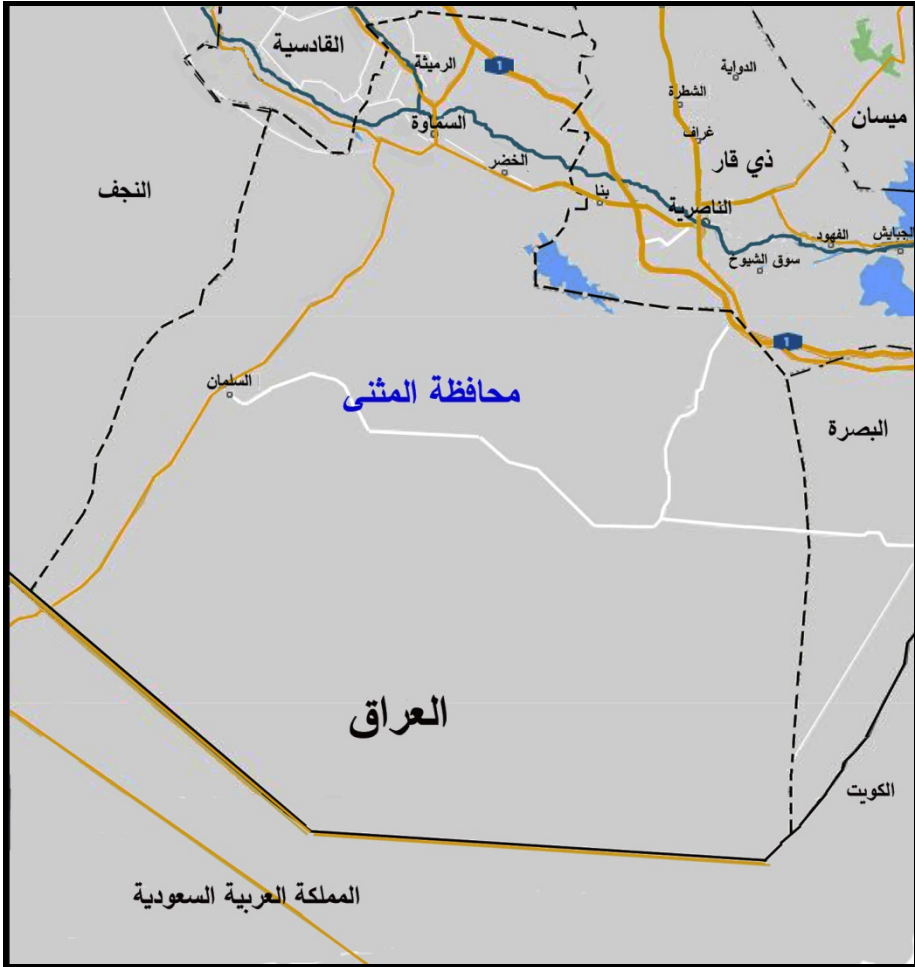 القادسية
الرميثة
1
الدواية
الشطرة
ميسان
السماوة
غراف
ذي قار
الخضر
النجف
بنا
الناصرية
الفهود
الجبايش
سوق الشيوخ
1
السلمان
محافظة المثنى
البصرة
العراق
الكويت
المملكة العربية السعودية